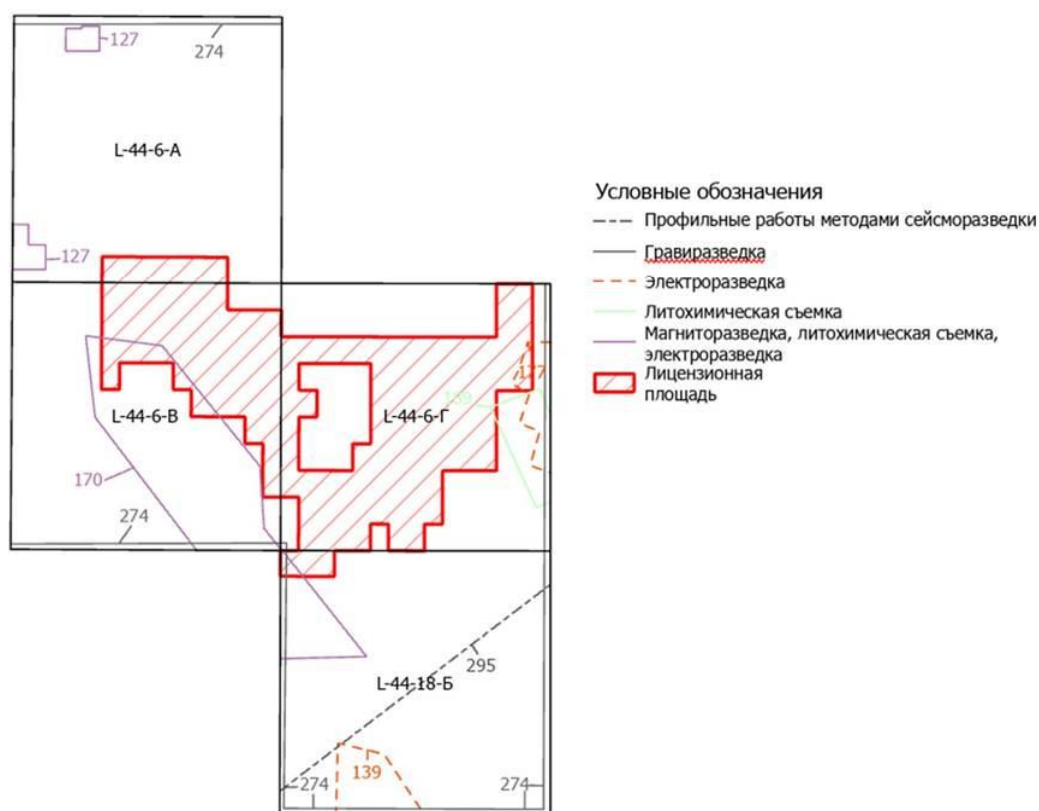 127
274
L-44-6-А
127
Условные обозначения
Профильные работы методами сейсморазведки
Гравиразведка
Электроразведка
Литохимическая съемка
Магниторазведка, литохимическая съемка,
электроразведка
Лицензионная
площадь
L-44-6-В
L-44-6-Г
170
274
295
L-44-18-Б
139
274
274